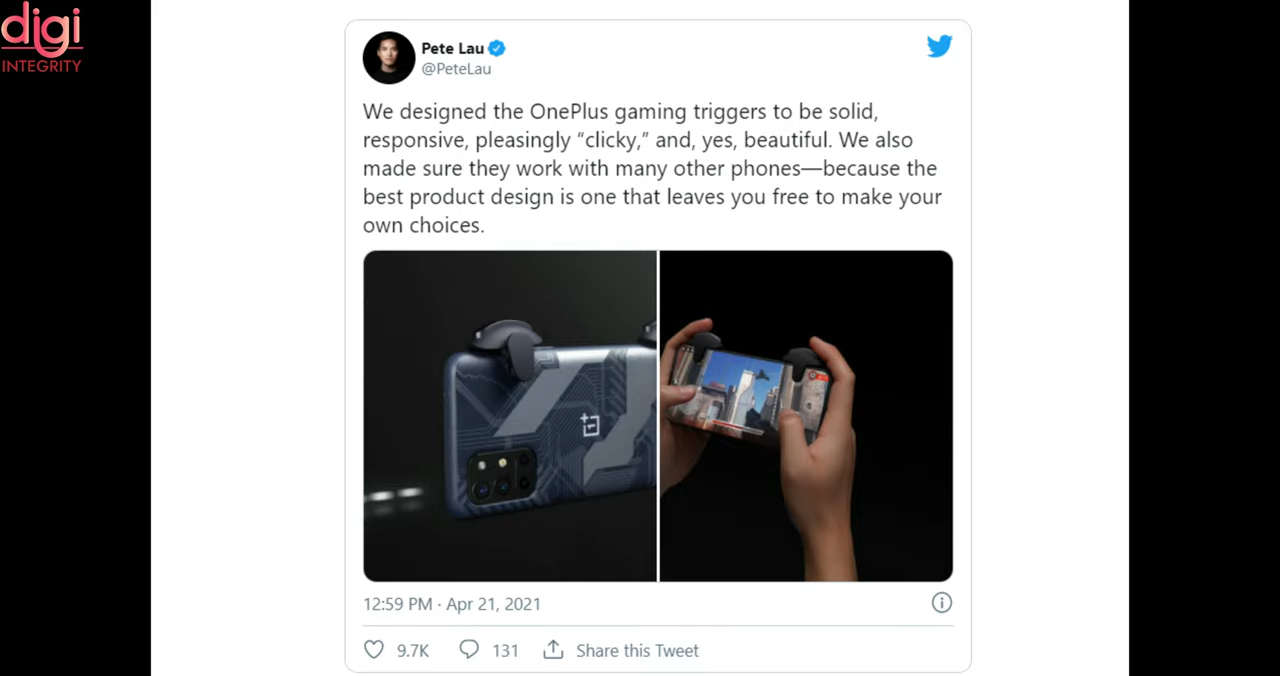 digi
INTEGRITY
Pete Lau
@PeteLau
We designed the OnePlus gaming triggers to be solid,
responsive, pleasingly “clicky,” and, yes, beautiful. We also
made sure they work with many other phones—because the
best product design is one that leaves you free to make your
own choices.
12:59 PM · Apr 21, 2021
9.7K 131 Share this Tweet